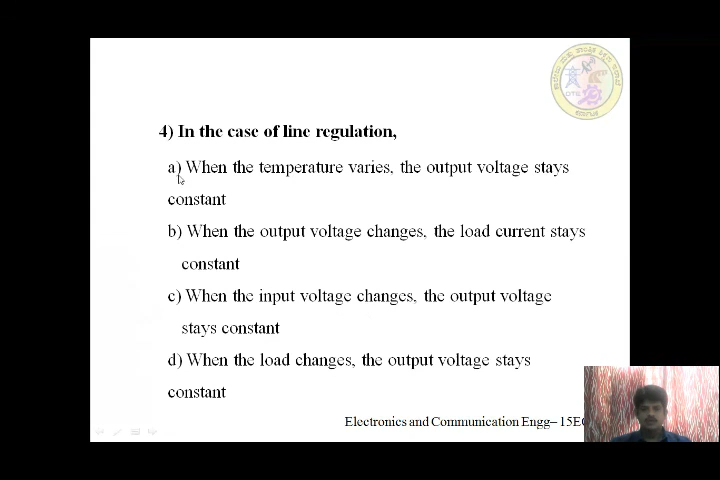 DTE
4) In the case of line regulation,
a) When the temperature varies, the output voltage stays
constant
b) When the output voltage changes, the load current stays
constant
c) When the input voltage changes, the output voltage
stays constant
d) When the load changes, the output voltage stays
constant
Electronics and Communication Engg– 15EC